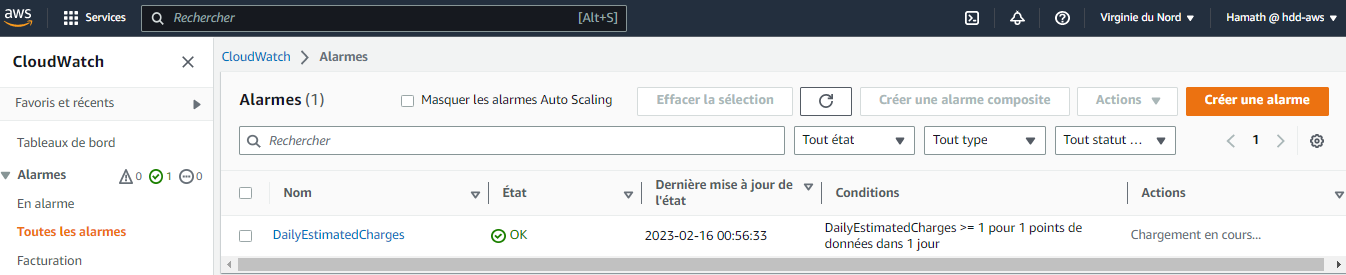 aws
Services
Rechercher
[Alt+S]
Virginie du Nord
Hamath @ hdd-aws
CloudWatch
Favoris et récents
Tableaux de bord
Alarmes
0
1
0
En alarme
Toutes les alarmes
Facturation
CloudWatch
Alarmes
Alarmes (1)
Masquer les alarmes Auto Scaling
Effacer la sélection
Créer une alarme composite
Actions
Créer une alarme
Rechercher
Tout état
Tout type
Tout statut ...
1
Nom
État
Dernière mise à jour de
l'état
Conditions
Actions
DailyEstimatedCharges
OK
2023-02-16 00:56:33
DailyEstimatedCharges >= 1 pour 1 points de
données dans 1 jour
Chargement en cours...